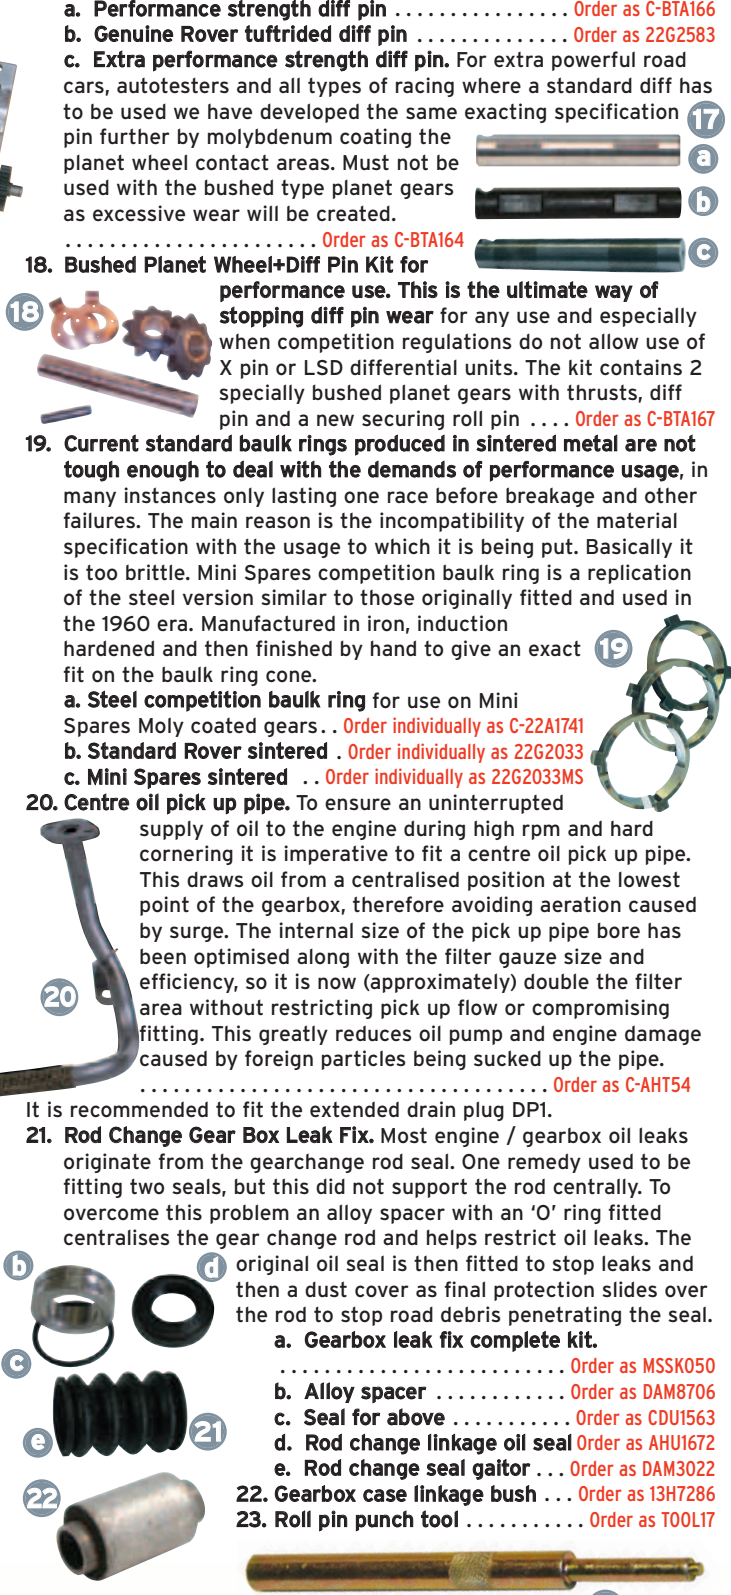 a. Performance strength diff pin . . . . . . . . . . . . . . . . Order as C-BTA166
b. Genuine Rover tuftrided diff pin . . . . . . . . . . . . . . Order as 22G2583
c. Extra performance strength diff pin. For extra powerful road
cars, autotesters and all types of racing where a standard diff has
to be used we have developed the same exacting specification
pin further by molybdenum coating the
planet wheel contact areas. Must not be
used with the bushed type planet gears
as excessive wear will be created.
. . . . . . . . . . . . . . . . . . . . . . . Order as C-BTA164
17
a
b
c
18. Bushed Planet Wheel+Diff Pin Kit for
performance use. This is the ultimate way of
stopping diff pin wear for any use and especially
when competition regulations do not allow use of
X pin or LSD differential units. The kit contains 2
specially bushed planet gears with thrusts, diff
pin and a new securing roll pin . . . . Order as C-BTA167
18
19. Current standard baulk rings produced in sintered metal are not
tough enough to deal with the demands of performance usage, in
many instances only lasting one race before breakage and other
failures. The main reason is the incompatibility of the material
specification with the usage to which it is being put. Basically it
is too brittle. Mini Spares competition baulk ring is a replication
of the steel version similar to those originally fitted and used in
the 1960 era. Manufactured in iron, induction
hardened and then finished by hand to give an exact
fit on the baulk ring cone.
19
a. Steel competition baulk ring for use on Mini
Spares Moly coated gears. . Order individually as C-22A1741
b. Standard Rover sintered . Order individually as 22G2033
c. Mini Spares sintered . . Order individually as 22G2033MS
20. Centre oil pick up pipe. To ensure an uninterrupted
supply of oil to the engine during high rpm and hard
cornering it is imperative to fit a centre oil pick up pipe.
This draws oil from a centralised position at the lowest
point of the gearbox, therefore avoiding aeration caused
by surge. The internal size of the pick up pipe bore has
been optimised along with the filter gauze size and
efficiency, so it is now (approximately) double the filter
area without restricting pick up flow or compromising
fitting. This greatly reduces oil pump and engine damage
caused by foreign particles being sucked up the pipe.
. . . . . . . . . . . . . . . . . . . . . . . . . . . . . . . . . . . . . Order as C-AHT54
20
It is recommended to fit the extended drain plug DP1.
21. Rod Change Gear Box Leak Fix. Most engine / gearbox oil leaks
originate from the gearchange rod seal. One remedy used to be
fitting two seals, but this did not support the rod centrally. To
overcome this problem an alloy spacer with an ‘O’ ring fitted
centralises the gear change rod and helps restrict oil leaks. The
original oil seal is then fitted to stop leaks and
then a dust cover as final protection slides over
the rod to stop road debris penetrating the seal.
a. Gearbox leak fix complete kit.
. . . . . . . . . . . . . . . . . . . . . . . . . . Order as MSSK050
b. Alloy spacer . . . . . . . . . . . . Order as DAM8706
c. Seal for above . . . . . . . . . . . Order as CDU1563
d. Rod change linkage oil seal Order as AHU1672
e. Rod change seal gaitor . . . Order as DAM3022
b
d
c
e
21
22. Gearbox case linkage bush . . . Order as 13H7286
23. Roll pin punch tool . . . . . . . . . . . Order as TOOL17
22